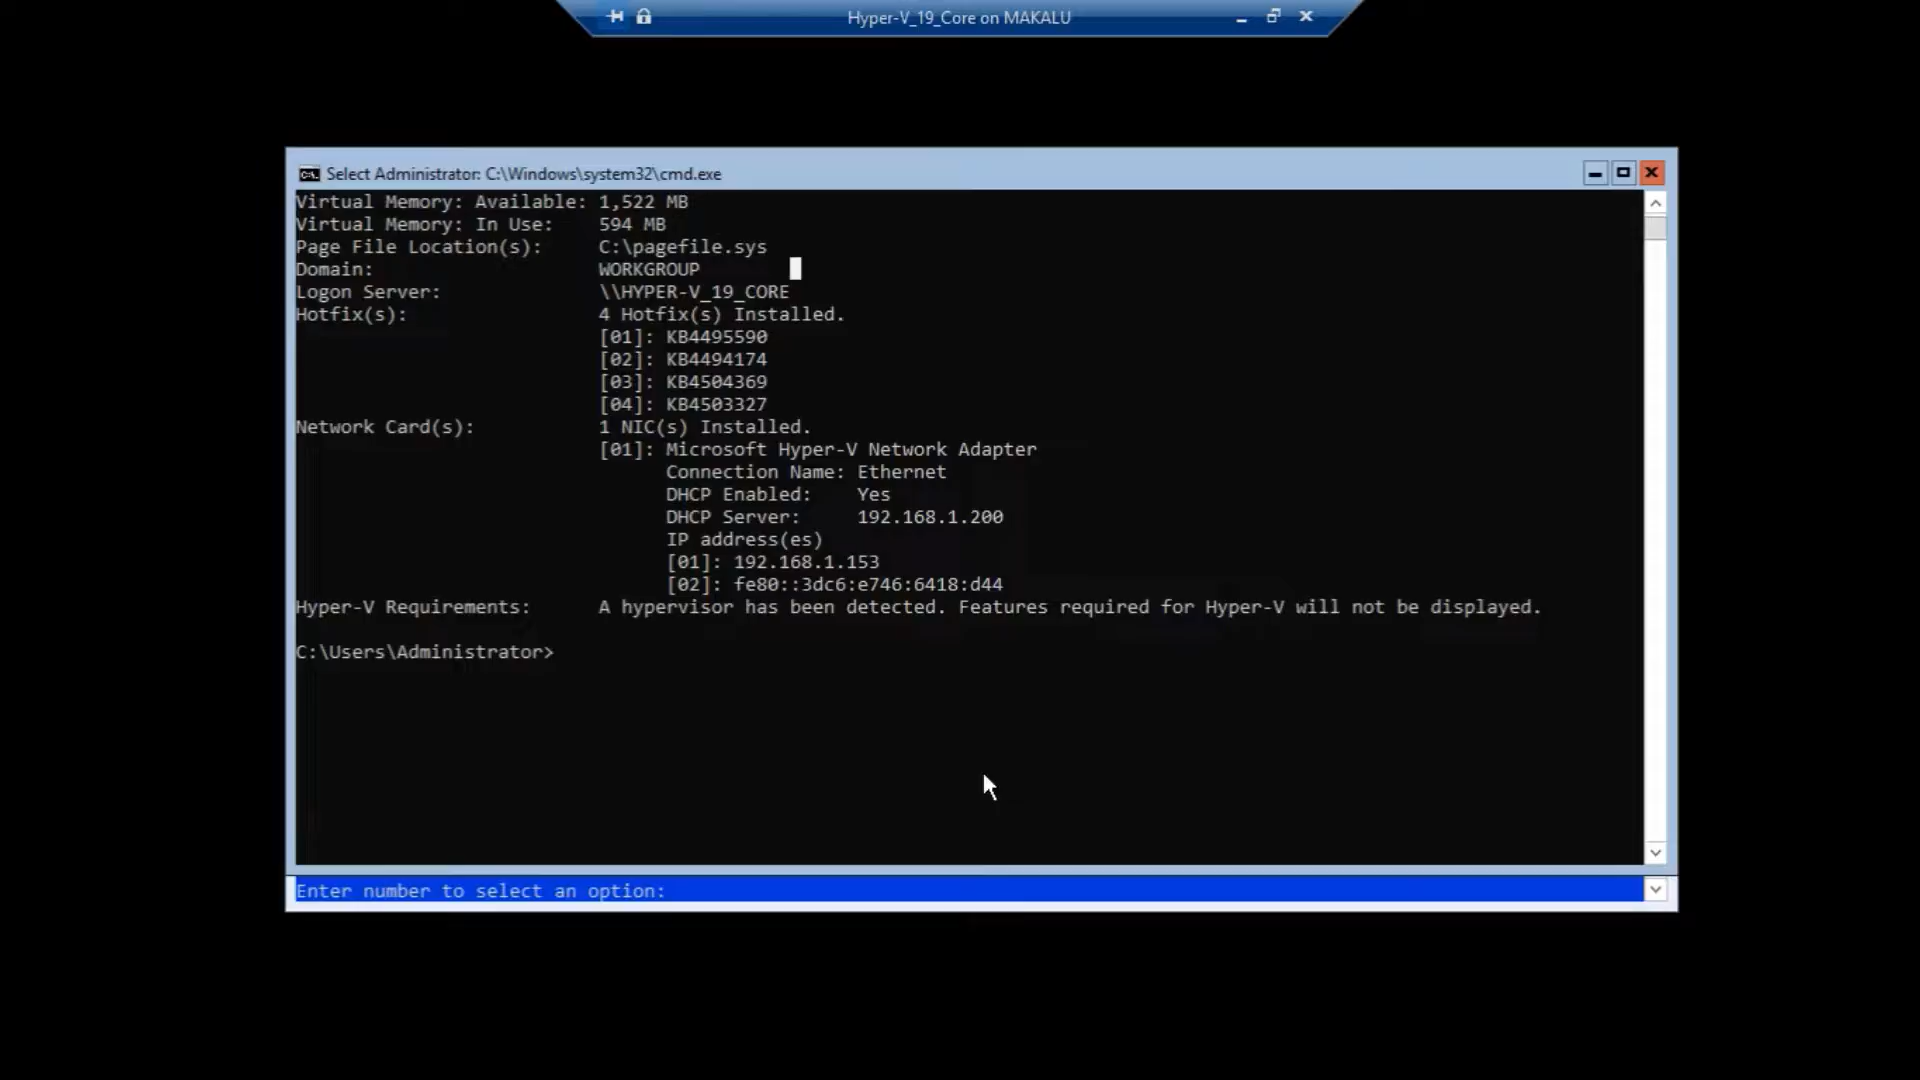 Hyper-V_19_Core on MAKALU
Select Administrator: C:\Windows\system32\cmd.exe
Virtual Memory: Available: 1,522 MB
Virtual Memory: In Use:    594 MB
Page File Location(s):     C:\pagefile.sys
Domain:                    WORKGROUP
Logon Server:              \\HYPER-V_19_CORE
Hotfix(s):                 4 Hotfix(s) Installed.
                           [01]: KB4495590
                           [02]: KB4494174
                           [03]: KB4504369
                           [04]: KB4503327
Network Card(s):           1 NIC(s) Installed.
                           [01]: Microsoft Hyper-V Network Adapter
                                 Connection Name: Ethernet
                                 DHCP Enabled:    Yes
                                 DHCP Server:     192.168.1.200
                                 IP address(es)
                                 [01]: 192.168.1.153
                                 [02]: fe80::3dc6:e746:6418:d44
Hyper-V Requirements:      A hypervisor has been detected. Features required for Hyper-V will not be displayed.
C:\Users\Administrator>
Enter number to select an option: